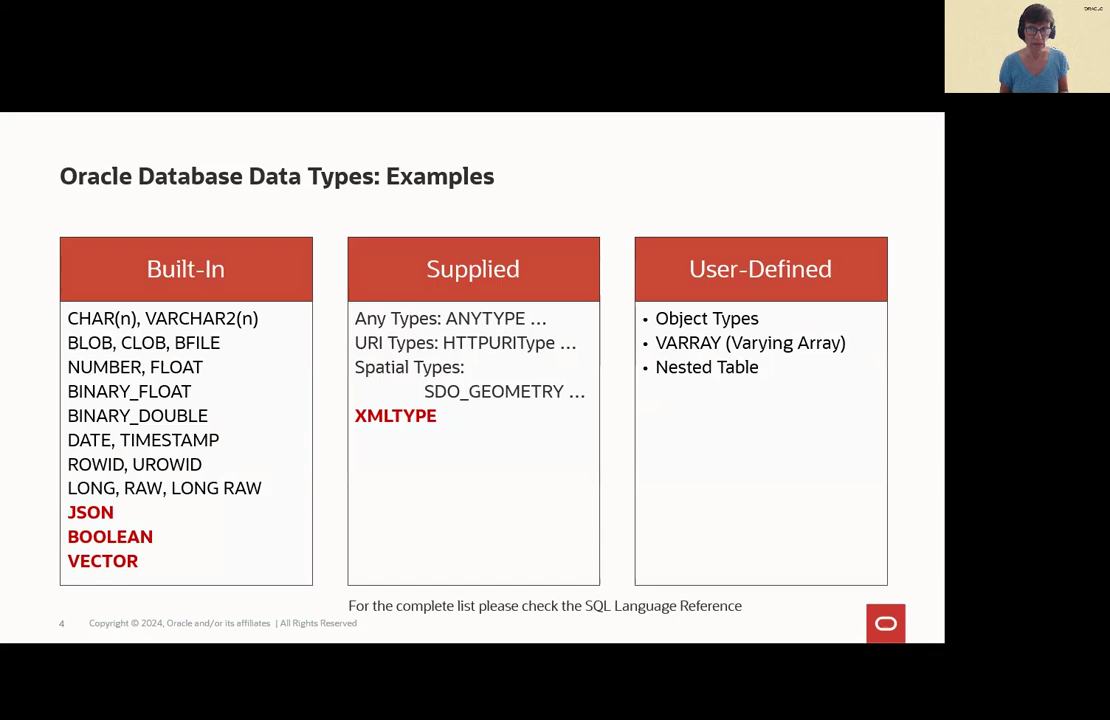 ORACLE
Oracle Database Data Types: Examples
Built-In
CHAR(n), VARCHAR2(n)
BLOB, CLOB, BFILE
NUMBER, FLOAT
BINARY_FLOAT
BINARY_DOUBLE
DATE, TIMESTAMP
ROWID, UROWID
LONG, RAW, LONG RAW
JSON
BOOLEAN
VECTOR
Supplied
Any Types: ANYTYPE ...
URI Types: HTTPURIType ...
Spatial Types:
SDO_GEOMETRY ...
XMLTYPE
User-Defined
• Object Types
• VARRAY (Varying Array)
• Nested Table
For the complete list please check the SQL Language Reference
4 Copyright © 2024, Oracle and/or its affiliates | All Rights Reserved